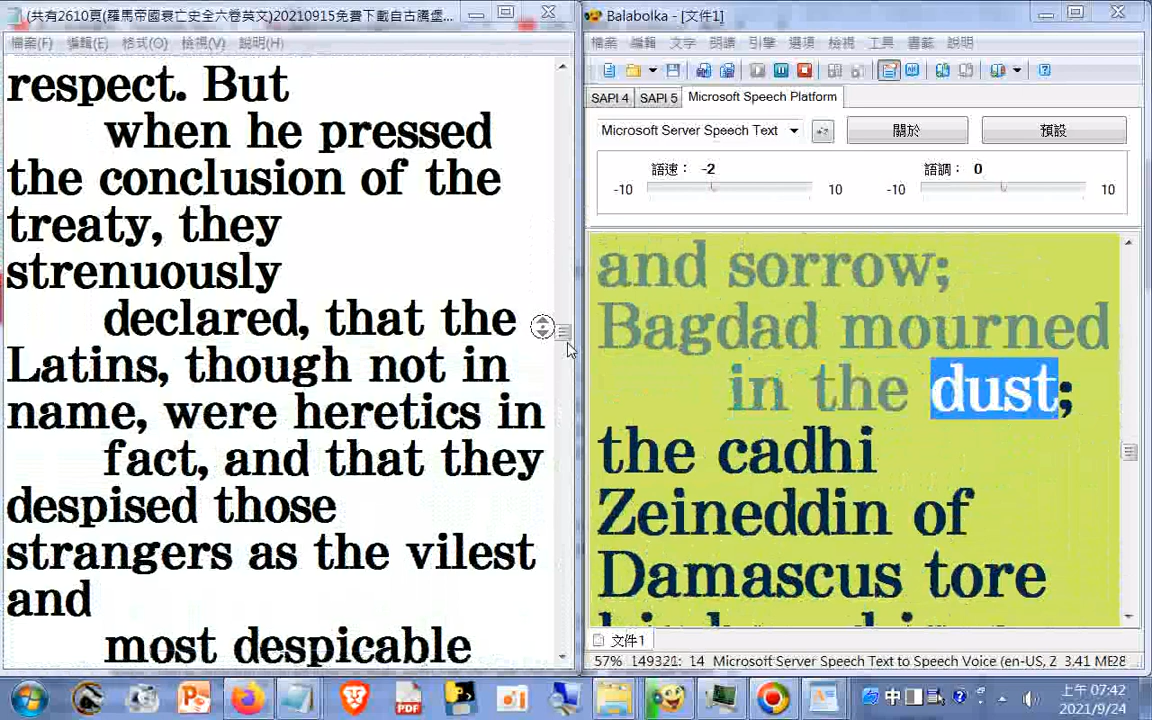 (共有2610頁(羅馬帝國衰亡史全六卷英文)20210915免費下載自古騰堡...
檔案(F) 編輯(E) 格式(O) 檢視(V) 說明(H)
respect. But
when he pressed
the conclusion of the
treaty, they
strenuously
declared, that the
Latins, though not in
name, were heretics in
fact, and that they
despised those
strangers as the vilest
and
most despicable
Balabolka - [文件1]
檔案 編輯 文字 朗讀 引擎 選項 檢視 工具 書籤 說明
SAPI 4 SAPI 5 Microsoft Speech Platform
Microsoft Server Speech Text 關於 預設
語速： -2 語調： 0
-10 10 -10 10
and sorrow;
Bagdad mourned
in the dust;
the cadhi
Zeineddin of
Damascus tore
文件1
57% 149321: 14 Microsoft Server Speech Text to Speech Voice (en-US, Z 3,41 ME28
中
上午 07:42
2021/9/24